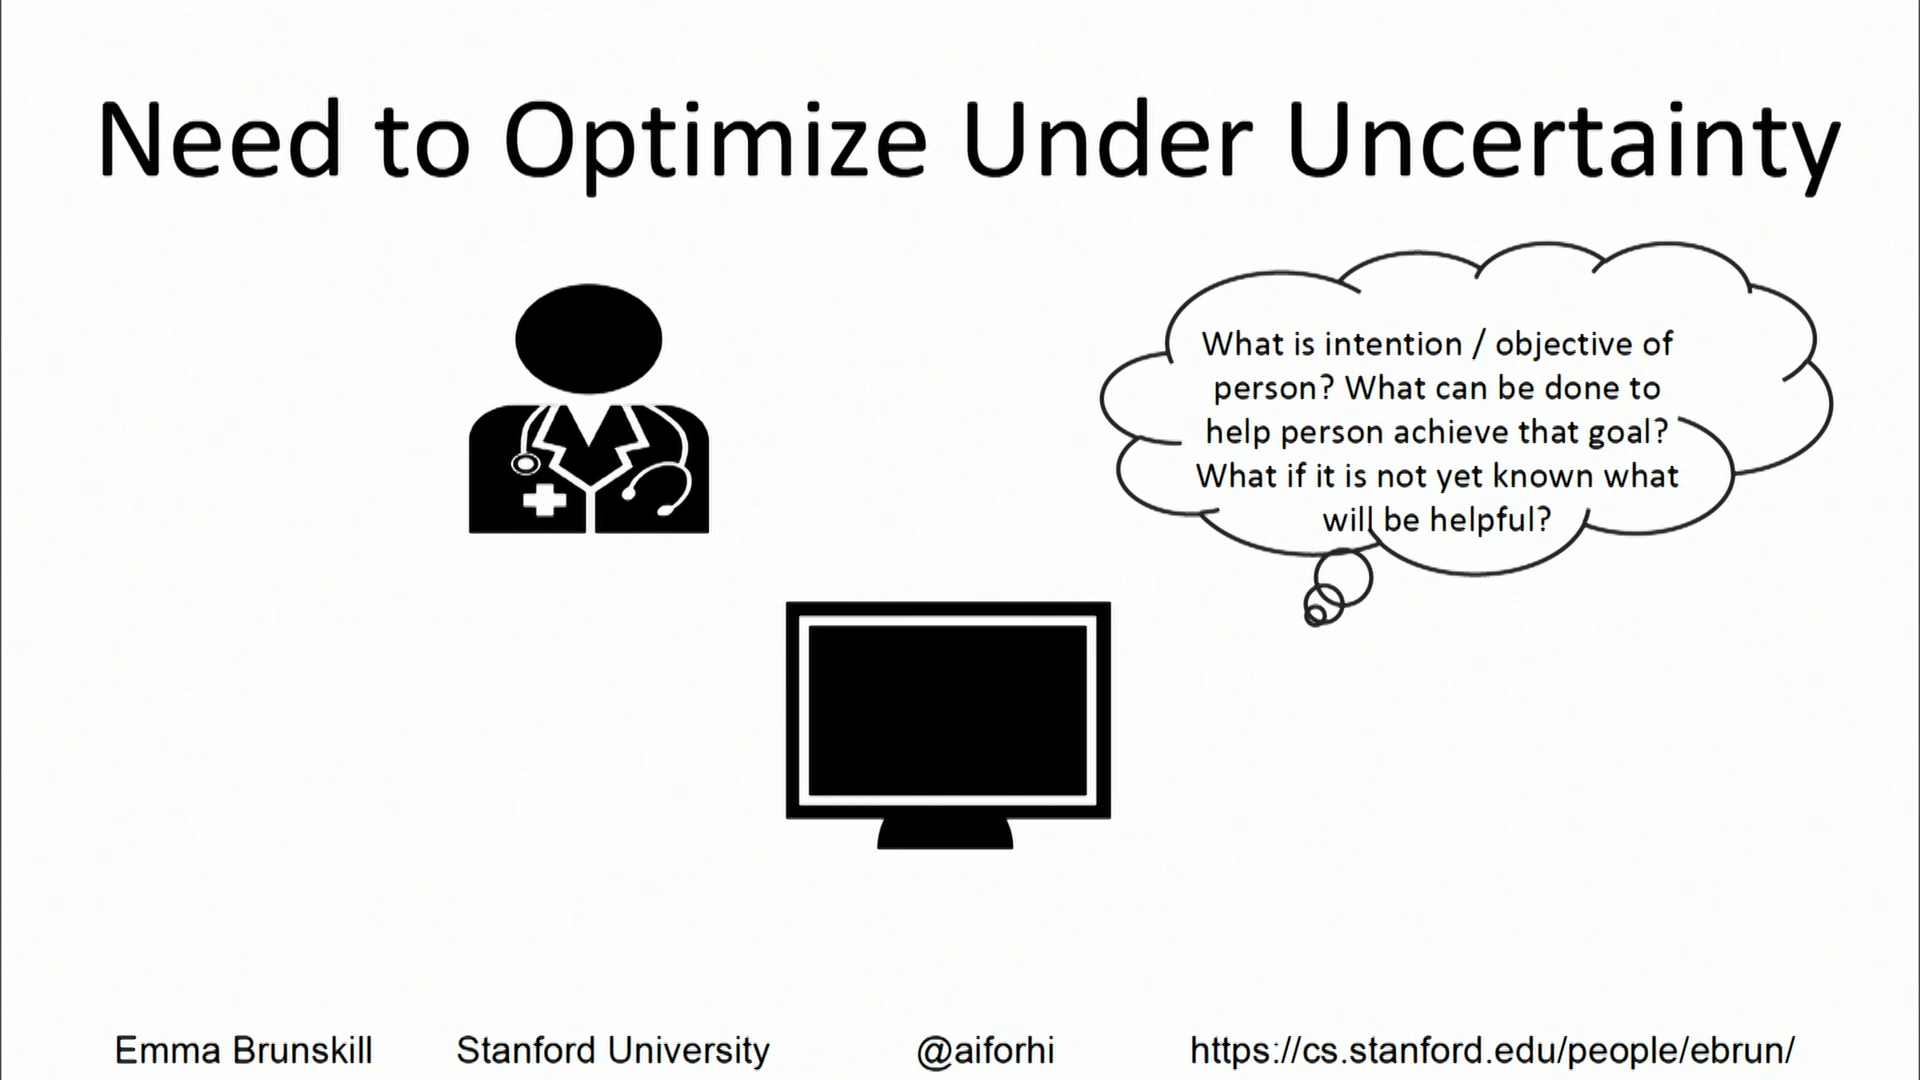 Need to Optimize Under Uncertainty
What is intention / objective of
person? What can be done to
help person achieve that goal?
What if it is not yet known what
will be helpful?
Emma Brunskill Stanford University @aiforhi https://cs.stanford.edu/people/ebrun/